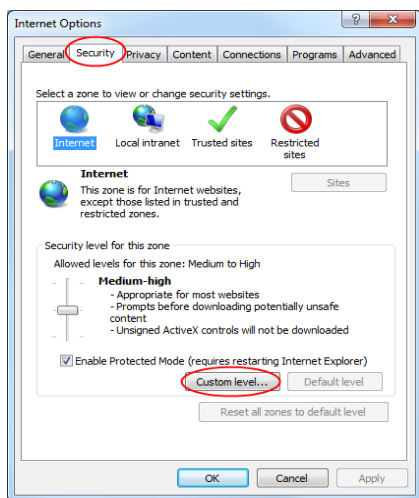 Internet Options
General Security Privacy Content Connections Programs Advanced
Select a zone to view or change security settings.
Internet Local intranet Trusted sites Restricted
sites
Internet
This zone is for Internet websites,
except those listed in trusted and
restricted zones.
Sites
Security level for this zone
Allowed levels for this zone: Medium to High
Medium-high
- Appropriate for most websites
- Prompts before downloading potentially unsafe
content
- Unsigned ActiveX controls will not be downloaded
Enable Protected Mode (requires restarting Internet Explorer)
Custom level... Default level
Reset all zones to default level
OK Cancel Apply